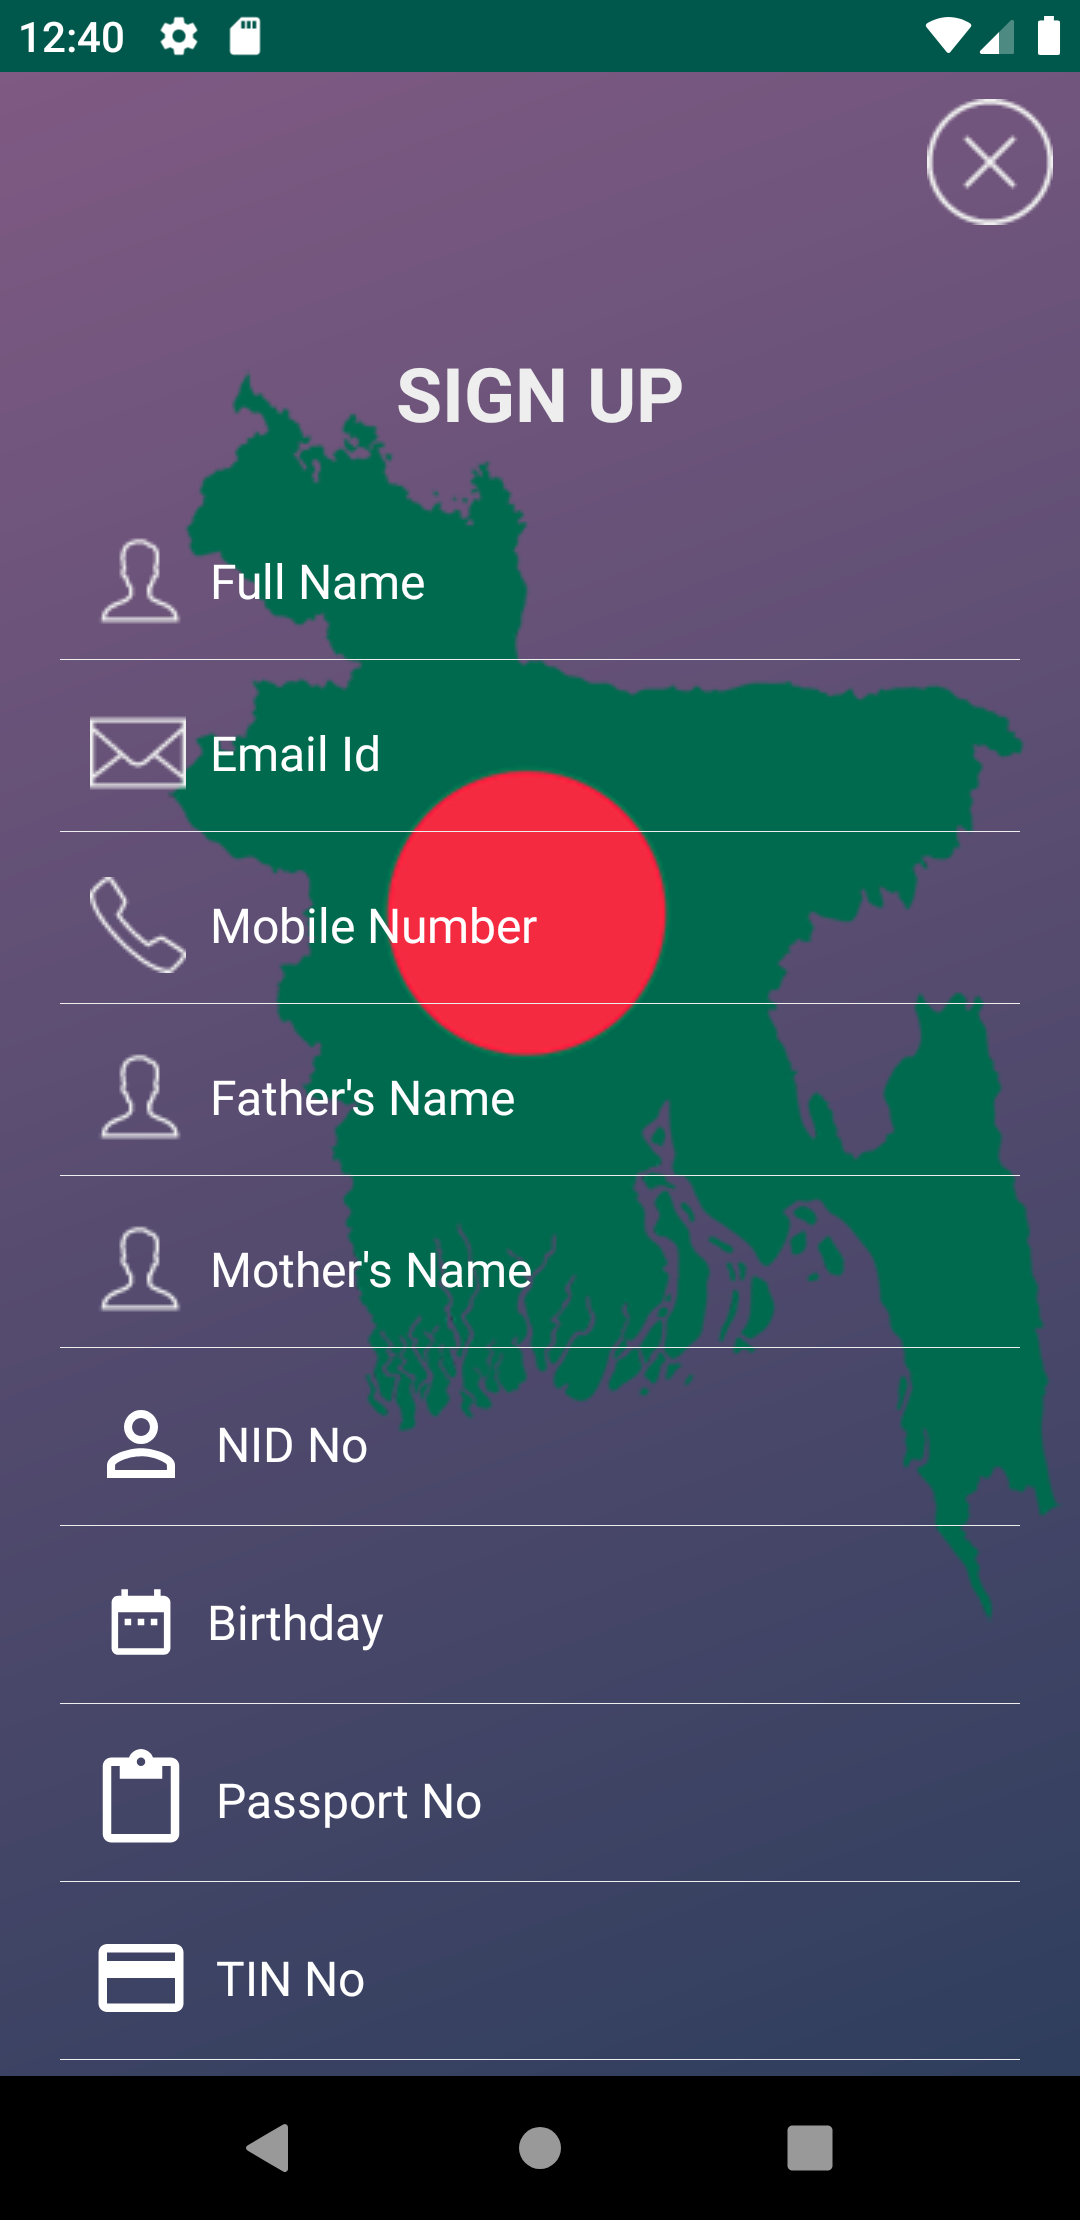 12:40
SIGN UP
Full Name
Email Id
Mobile Number
Father's Name
Mother's Name
NID No
Birthday
Passport No
TIN No